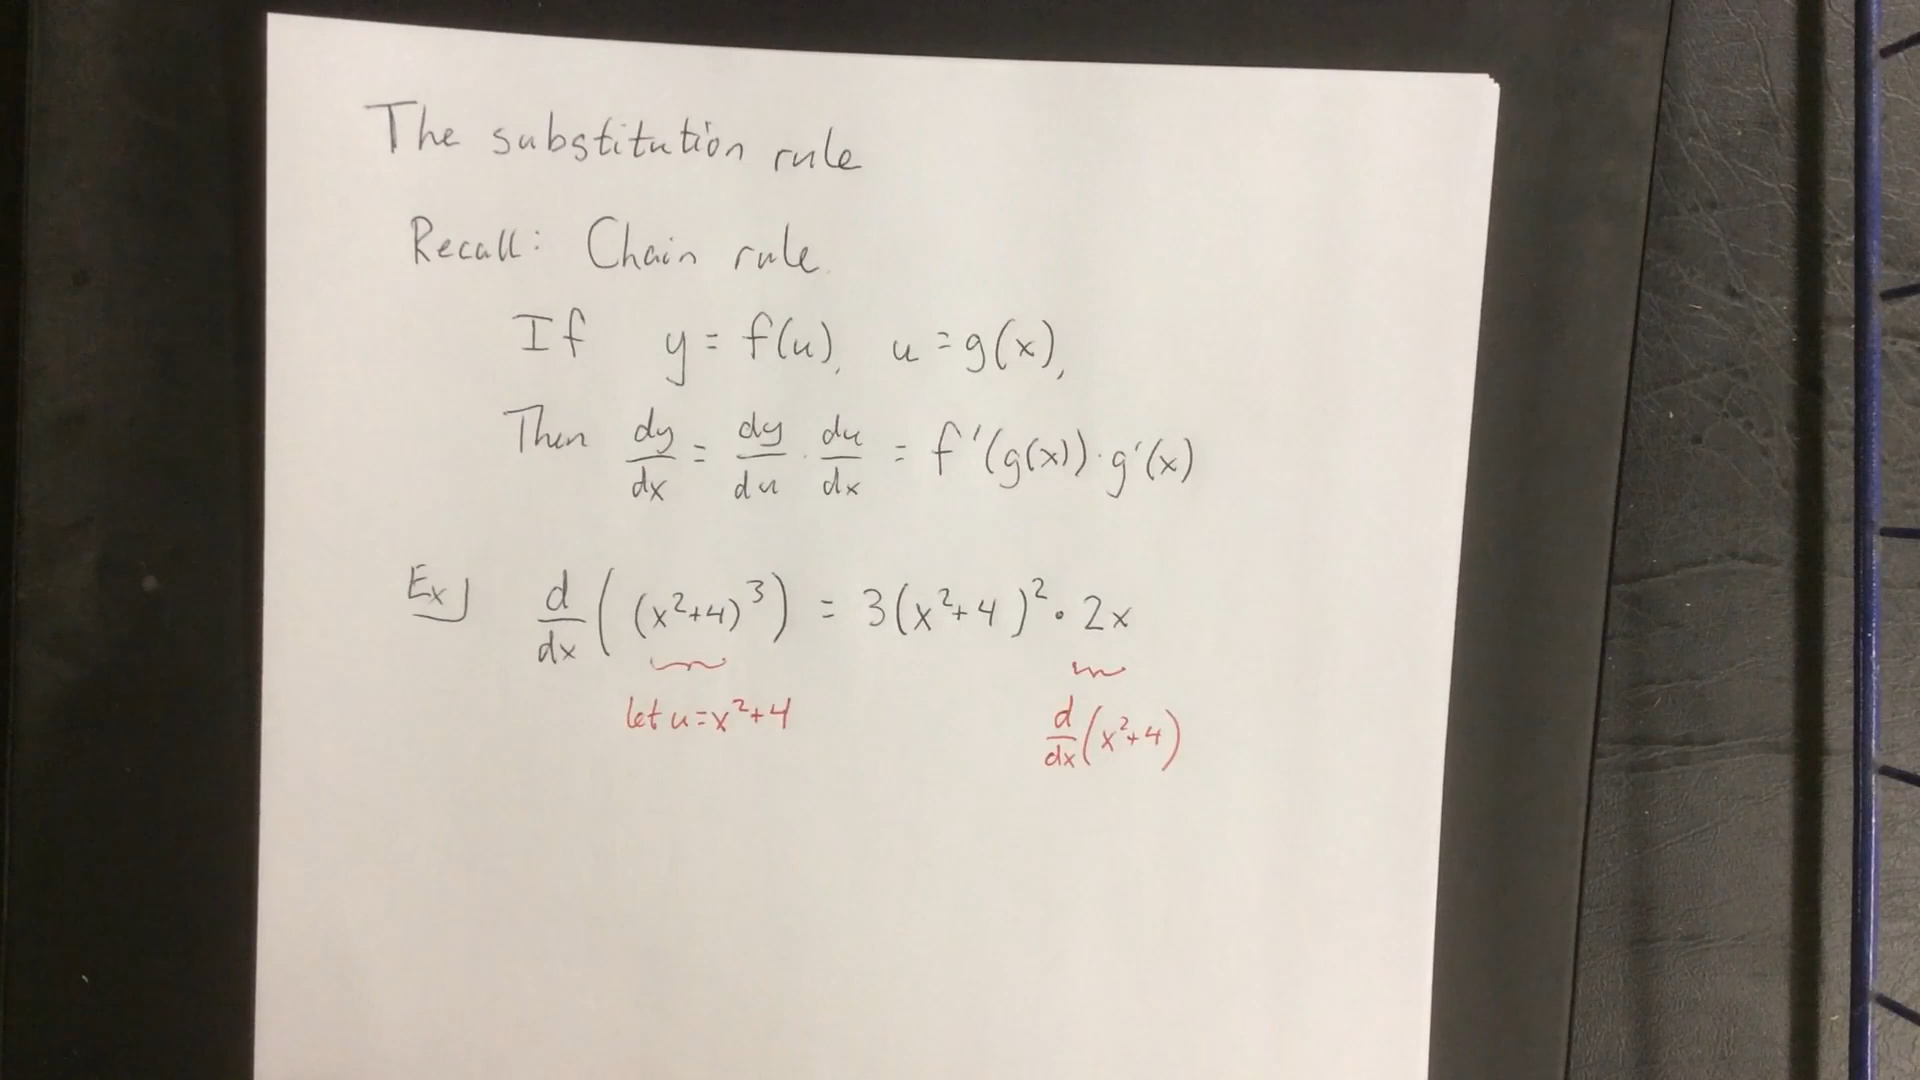 The substitution rule
Recall: Chain rule.
If y = f(u), u = g(x),
Then dy/dx = dy/du · du/dx = f'(g(x)) · g'(x)
Ex] d/dx ((x²+4)³) = 3(x²+4)² · 2x
let u = x²+4 d/dx (x²+4)